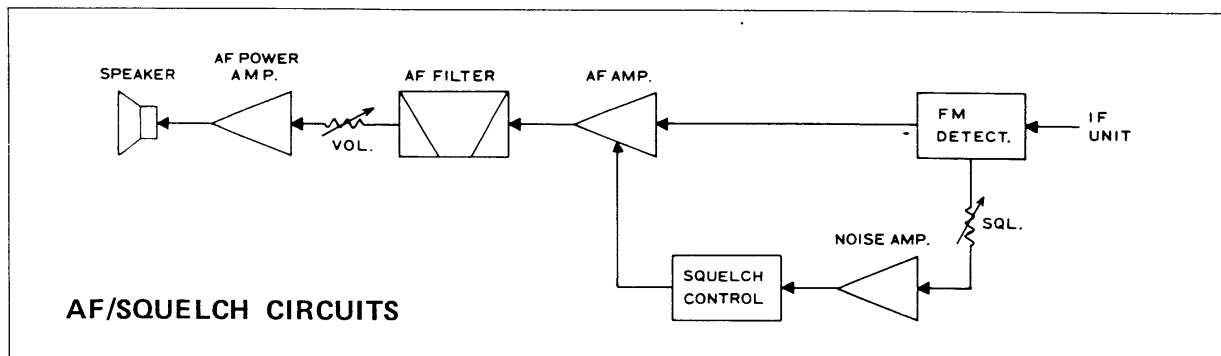 SPEAKER
AF POWER
AMP.
AF FILTER
AF AMP.
FM
DETECT.
IF
UNIT
VOL.
SQL.
NOISE AMP.
SQUELCH
CONTROL
AF/SQUELCH CIRCUITS